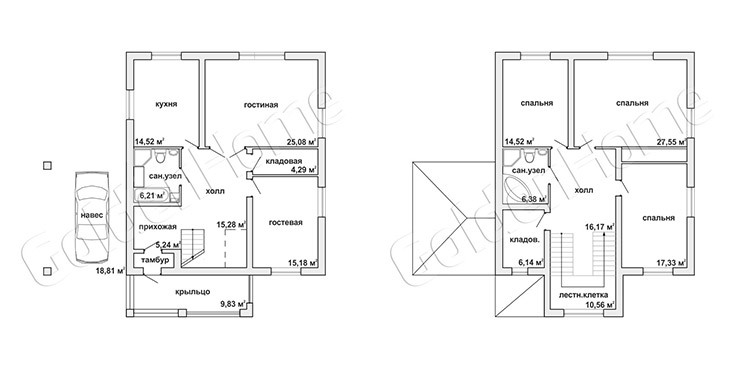 кухня
14,52 м²
гостиная
25,08 м²
сан.узел
6,21 м²
холл
15,28 м²
кладовая
4,29 м²
навес
18,81 м²
прихожая
5,24 м²
тамбур
гостевая
15,18 м²
крыльцо
9,83 м²
GoldenHome
спальня
14,52 м²
спальня
27,55 м²
сан.узел
6,38 м²
холл
16,17 м²
спальня
17,33 м²
кладов.
6,14 м²
лестн.клетка
10,56 м²
GoldenHome